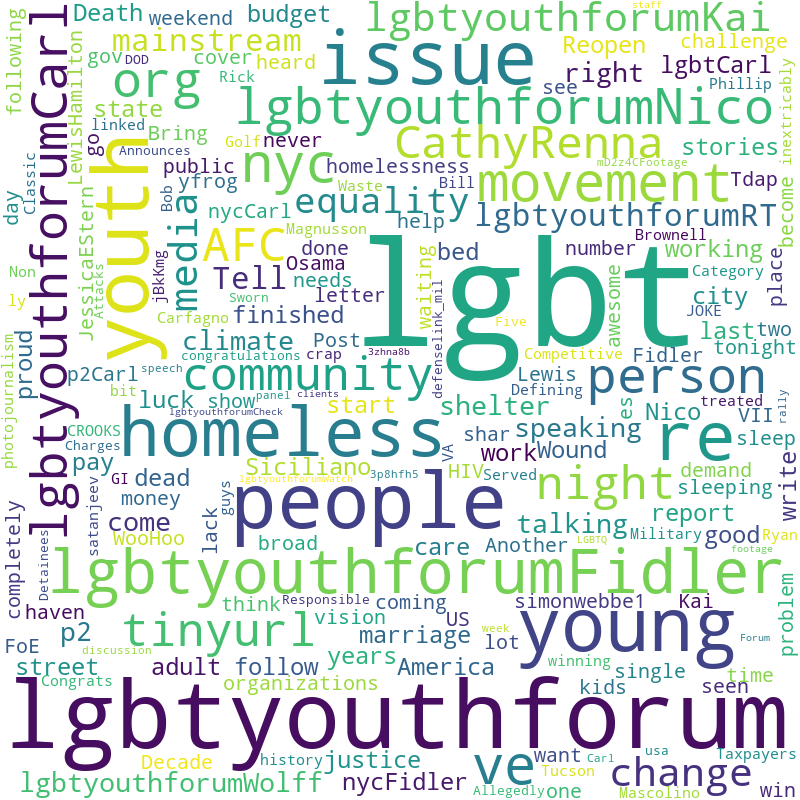 staff
Death weekend budget lgbtyouthforumKai
following mainstream issue Reopen challenge
gov DOD cover heard Rick right lgbtCarl Phillip
org lgbtyouthforumNico see
state LewisHamilton
linked Bring Golf never CathyRenna stories
go Announces nyc movement mD2z4CFootage inextricably
lgbtyouthforumCarl youth public homelessness become
day Classic Bob yfrog Waste Bill Tdap
media nycCarl equality lgbtyouthforumRT
JessicaEStern Attacks AFC Magnusson help Brownell
jBkKmg done bed number working place
Non Tell Osama waiting lgbt awesome Category
ly needs letter Sworn city JOKE
Carfagno finished defenselink_mil Five last two
proud climate Post Fidler tonight
p2Carl congratulations crap 3zhna8b Competitive
photojournalism bit speech community Lewis Defining person treated
luck show panel clients es Nico VII rally
CROOKS lgbtyouthforumCheck start shelter
homeless shar speaking re sleep
Charges work Wound write
pay GI dead Siciliano VA HIV Served night demand
satanjeev money guys lgbtyouthforumWatch 3p8hfh5 sleeping
completely come people talking report good
Detainees WooHoo lack broad care Another LGBTQ Military Ryan
lgbtyouthforumFidler footage
haven think Responsible coming simonwebbe1 Kai problem
p2 tinyurl vision US week young
FoE discussion marriage lot Forum
street adult follow years America winning single time
Congrats organizations kids seen
lgbtyouthforum
Decade history justice ve want Carl usa Taxpayers
lgbtyouthforumWolff nycFidler Tucson change
Allegedly one Mascolino win